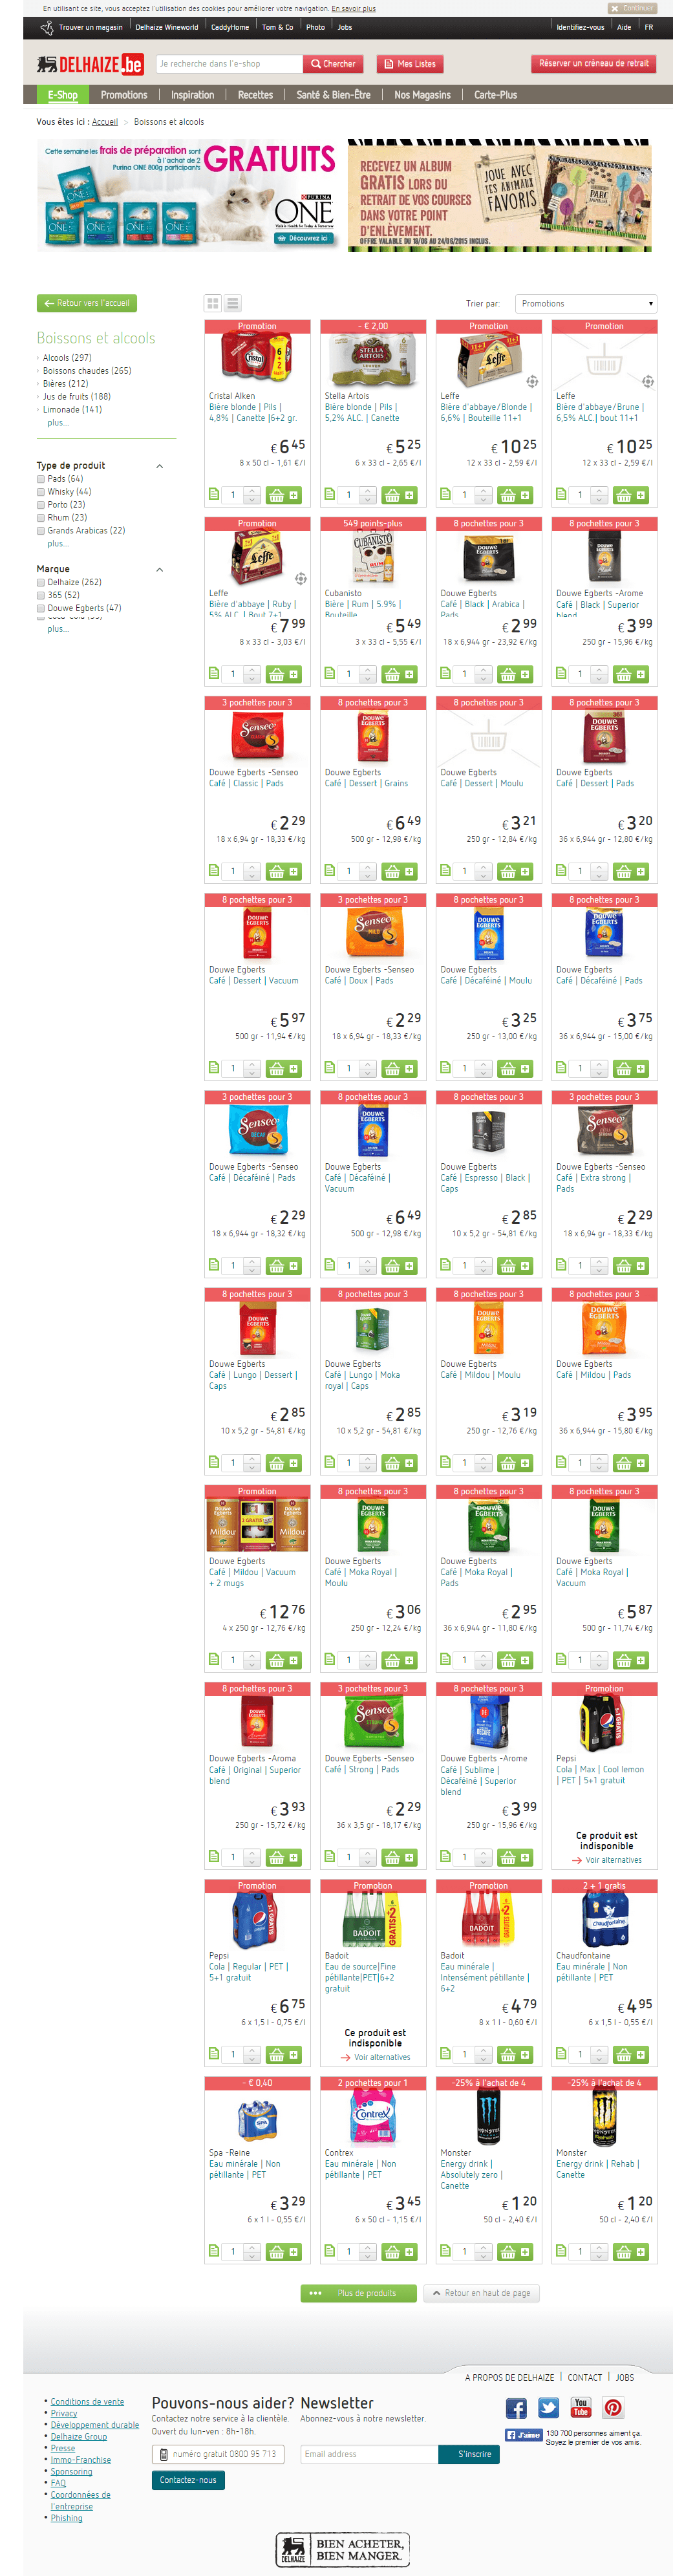 En utilisant ce site, vous acceptez l'utilisation des cookies pour améliorer votre navigation. En savoir plus
Continuer
Trouver un magasin
Delhaize Wineworld
CaddyHome
Tom & Co
Photo
Jobs
Identifiez-vous
Aide
FR
DELHAIZE .be
Je recherche dans l'e-shop
Chercher
Mes Listes
Réserver un créneau de retrait
E-Shop
Promotions
Inspiration
Recettes
Santé & Bien-Être
Nos Magasins
Carte-Plus
Vous êtes ici : Accueil > Boissons et alcools
Cette semaine les frais de préparation sont GRATUITS
à l'achat de 2
Purina ONE 800g participants
PURINA
ONE
Découvrez ici
RECEVEZ UN ALBUM
GRATIS LORS DU
RETRAIT DE VOS COURSES
DANS VOTRE POINT
D'ENLÈVEMENT.
OFFRE VALABLE DU 18/06 AU 24/06/2015 INCLUS.
JOUE AVEC
TES ANIMAUX
FAVORIS
Retour vers l'accueil
Trier par:
Promotions
Boissons et alcools
Alcools (297)
Boissons chaudes (265)
Bières (212)
Jus de fruits (188)
Limonade (141)
plus...
Type de produit
Pads (64)
Whisky (44)
Porto (23)
Rhum (23)
Grands Arabicas (22)
plus...
Marque
Delhaize (262)
365 (52)
Douwe Egberts (47)
plus...
Promotion
Cristal Alken
Bière blonde | Pils |
4,8% | Canette |6+2 gr.
€ 6 45
8 x 50 cl - 1,61 €/l
1
- € 2,00
Stella Artois
Bière blonde | Pils |
5,2% ALC. | Canette
€ 5 25
6 x 33 cl - 2,65 €/l
1
Promotion
Leffe
Bière d'abbaye/Blonde |
6,6% | Bouteille 11+1
€ 10 25
12 x 33 cl - 2,59 €/l
1
Promotion
Leffe
Bière d'abbaye/Brune |
6,5% ALC.| bout 11+1
€ 10 25
12 x 33 cl - 2,59 €/l
1
Promotion
Leffe
Bière d'abbaye | Ruby |
5% ALC. | Bout 7+1
€ 7 99
8 x 33 cl - 3,03 €/l
1
549 points-plus
Cubanisto
Bière | Rum | 5.9% |
Bouteille
€ 5 49
3 x 33 cl - 5,55 €/l
1
8 pochettes pour 3
Douwe Egberts
Café | Black | Arabica |
Pads
€ 2 99
18 x 6,944 gr - 23,92 €/kg
1
8 pochettes pour 3
Douwe Egberts -Arome
Café | Black | Superior
blend
€ 3 99
250 gr - 15,96 €/kg
1
3 pochettes pour 3
Douwe Egberts -Senseo
Café | Classic | Pads
€ 2 29
18 x 6,94 gr - 18,33 €/kg
1
8 pochettes pour 3
Douwe Egberts
Café | Dessert | Grains
€ 6 49
500 gr - 12,98 €/kg
1
8 pochettes pour 3
Douwe Egberts
Café | Dessert | Moulu
€ 3 21
250 gr - 12,84 €/kg
1
8 pochettes pour 3
Douwe Egberts
Café | Dessert | Pads
€ 3 20
36 x 6,944 gr - 12,80 €/kg
1
8 pochettes pour 3
Douwe Egberts
Café | Dessert | Vacuum
€ 5 97
500 gr - 11,94 €/kg
1
3 pochettes pour 3
Douwe Egberts -Senseo
Café | Doux | Pads
€ 2 29
18 x 6,94 gr - 18,33 €/kg
1
8 pochettes pour 3
Douwe Egberts
Café | Décaféiné | Moulu
€ 3 25
250 gr - 13,00 €/kg
1
8 pochettes pour 3
Douwe Egberts
Café | Décaféiné | Pads
€ 3 75
36 x 6,944 gr - 15,00 €/kg
1
3 pochettes pour 3
Douwe Egberts -Senseo
Café | Décaféiné | Pads
€ 2 29
18 x 6,944 gr - 18,32 €/kg
1
8 pochettes pour 3
Douwe Egberts
Café | Décaféiné |
Vacuum
€ 6 49
500 gr - 12,98 €/kg
1
8 pochettes pour 3
Douwe Egberts
Café | Espresso | Black |
Caps
€ 2 85
10 x 5,2 gr - 54,81 €/kg
1
3 pochettes pour 3
Douwe Egberts -Senseo
Café | Extra strong |
Pads
€ 2 29
18 x 6,94 gr - 18,33 €/kg
1
8 pochettes pour 3
Douwe Egberts
Café | Lungo | Dessert |
Caps
€ 2 85
10 x 5,2 gr - 54,81 €/kg
1
8 pochettes pour 3
Douwe Egberts
Café | Lungo | Moka
royal | Caps
€ 2 85
10 x 5,2 gr - 54,81 €/kg
1
8 pochettes pour 3
Douwe Egberts
Café | Mildou | Moulu
€ 3 19
250 gr - 12,76 €/kg
1
8 pochettes pour 3
Douwe Egberts
Café | Mildou | Pads
€ 3 95
36 x 6,944 gr - 15,80 €/kg
1
Promotion
Douwe Egberts
Café | Mildou | Vacuum
+ 2 mugs
€ 12 76
4 x 250 gr - 12,76 €/kg
1
8 pochettes pour 3
Douwe Egberts
Café | Moka Royal |
Moulu
€ 3 06
250 gr - 12,24 €/kg
1
8 pochettes pour 3
Douwe Egberts
Café | Moka Royal |
Pads
€ 2 95
36 x 6,944 gr - 11,80 €/kg
1
8 pochettes pour 3
Douwe Egberts
Café | Moka Royal |
Vacuum
€ 5 87
500 gr - 11,74 €/kg
1
8 pochettes pour 3
Douwe Egberts -Aroma
Café | Original | Superior
blend
€ 3 93
250 gr - 15,72 €/kg
1
3 pochettes pour 3
Douwe Egberts -Senseo
Café | Strong | Pads
€ 2 29
36 x 3,5 gr - 18,17 €/kg
1
8 pochettes pour 3
Douwe Egberts -Arome
Café | Sublime |
Décaféiné | Superior
blend
€ 3 99
250 gr - 15,96 €/kg
1
Promotion
Pepsi
Cola | Max | Cool lemon
| PET | 5+1 gratuit
Ce produit est
indisponible
Voir alternatives
Promotion
Pepsi
Cola | Regular | PET |
5+1 gratuit
€ 6 75
6 x 1,5 l - 0,75 €/l
1
Promotion
Badoit
Eau de source|Fine
pétillante|PET|6+2
gratuit
Ce produit est
indisponible
Voir alternatives
Promotion
Badoit
Eau minérale |
Intensément pétillante |
6+2
€ 4 79
8 x 1 l - 0,60 €/l
1
2 + 1 gratis
Chaudfontaine
Eau minérale | Non
pétillante | PET
€ 4 95
6 x 1,5 l - 0,55 €/l
1
- € 0,40
Spa -Reine
Eau minérale | Non
pétillante | PET
€ 3 29
6 x 1 l - 0,55 €/l
1
2 pochettes pour 1
Contrex
Eau minérale | Non
pétillante | PET
€ 3 45
6 x 50 cl - 1,15 €/l
1
-25% à l'achat de 4
Monster
Energy drink |
Absolutely zero |
Canette
€ 1 20
50 cl - 2,40 €/l
1
-25% à l'achat de 4
Monster
Energy drink | Rehab |
Canette
€ 1 20
50 cl - 2,40 €/l
1
Plus de produits
Retour en haut de page
A PROPOS DE DELHAIZE
CONTACT
JOBS
Conditions de vente
Privacy
Développement durable
Delhaize Group
Presse
Immo-Franchise
Sponsoring
FAQ
Coordonnées de
l'entreprise
Phishing
Pouvons-nous aider?
Contactez notre service à la clientèle.
Ouvert du lun-ven : 8h-18h.
numéro gratuit 0800 95 713
Contactez-nous
Newsletter
Abonnez-vous à notre newsletter.
Email address
S'inscrire
You Tube
J'aime
130 700 personnes aiment ça.
Soyez le premier de vos amis.
DELHAIZE
BIEN ACHETER,
BIEN MANGER.